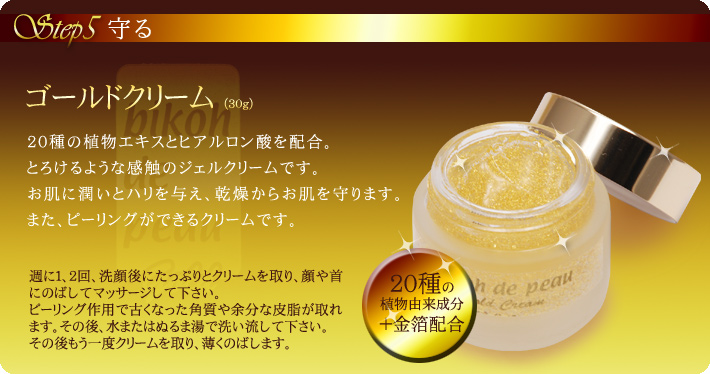 Step5 守る
ゴールドクリーム (30g)
pikoh
de
peau
20種の植物エキスとヒアルロン酸を配合。
とろけるような感触のジェルクリームです。
お肌に潤いとハリを与え、乾燥からお肌を守ります。
また、ピーリングができるクリームです。
週に1、2回、洗顔後にたっぷりとクリームを取り、顔や首
にのばしてマッサージして下さい。
ピーリング作用で古くなった角質や余分な皮脂が取れ
ます。その後、水またはぬるま湯で洗い流して下さい。
その後もう一度クリームを取り、薄くのばします。
20種の
植物由来成分
+金箔配合
h de peau
old Cream